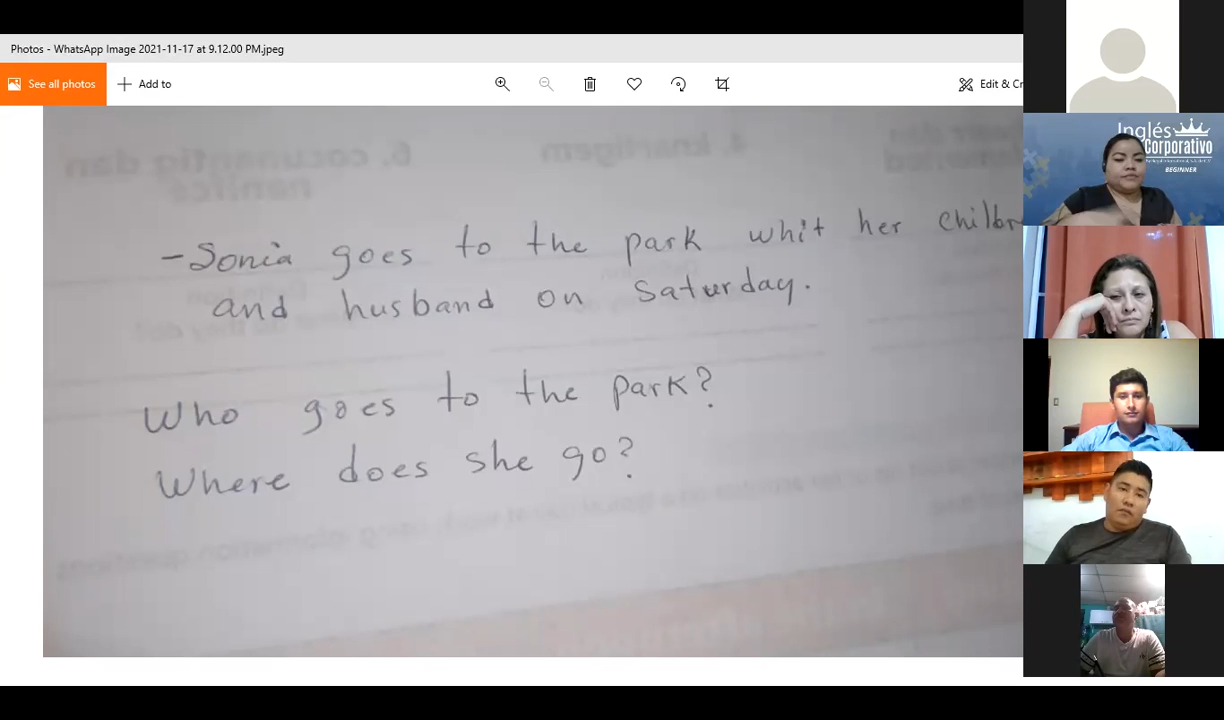 Photos - WhatsApp Image 2021-11-17 at 9.12.00 PM.jpeg
See all photos
Add to
Edit & Cr
Inglés
Corporativo
BEGINNER
-Sonia goes to the park whit her chilbr
and husband on Saturday.
Who goes to the park?
Where does she go?